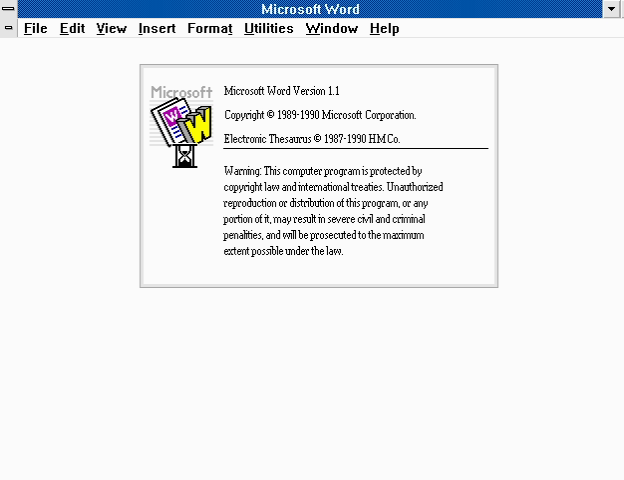 Microsoft Word
File Edit View Insert Format Utilities Window Help
Microsoft
W W
Microsoft Word Version 1.1
Copyright © 1989-1990 Microsoft Corporation.
Electronic Thesaurus © 1987-1990 H.M.Co.
Warning: This computer program is protected by
copyright law and international treaties. Unauthorized
reproduction or distribution of this program, or any
portion of it, may result in severe civil and criminal
penalties, and will be prosecuted to the maximum
extent possible under the law.